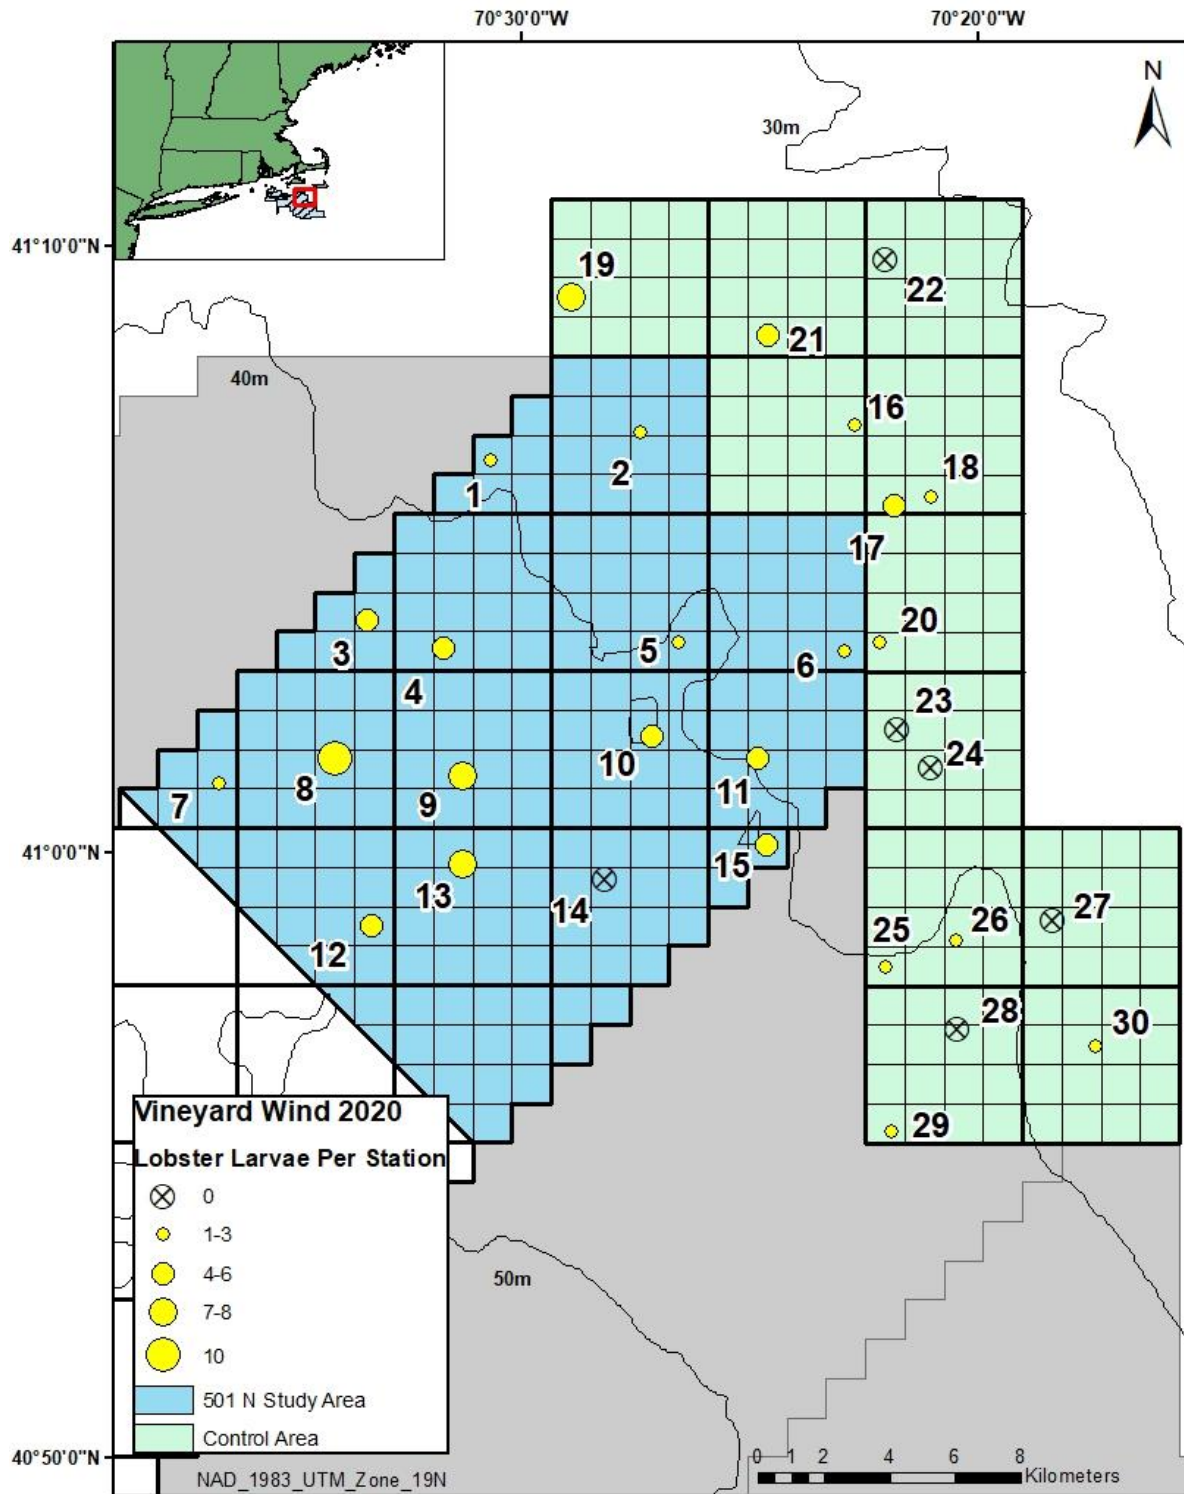 70°30'0"W
70°20'0"W
N
30m
41°10'0"N
19
22
21
40m
16
2
18
1
17
20
3
5
6
4
23
10
24
8
9
11
7
41°0'0"N
15
13
14
27
26
25
12
28
30
29
Vineyard Wind 2020
Lobster Larvae Per Station
0
1-3
4-6
7-8
10
501 N Study Area
Control Area
50m
40°50'0"N
NAD_1983_UTM_Zone_19N
0 1 2 4 6 8
Kilometers